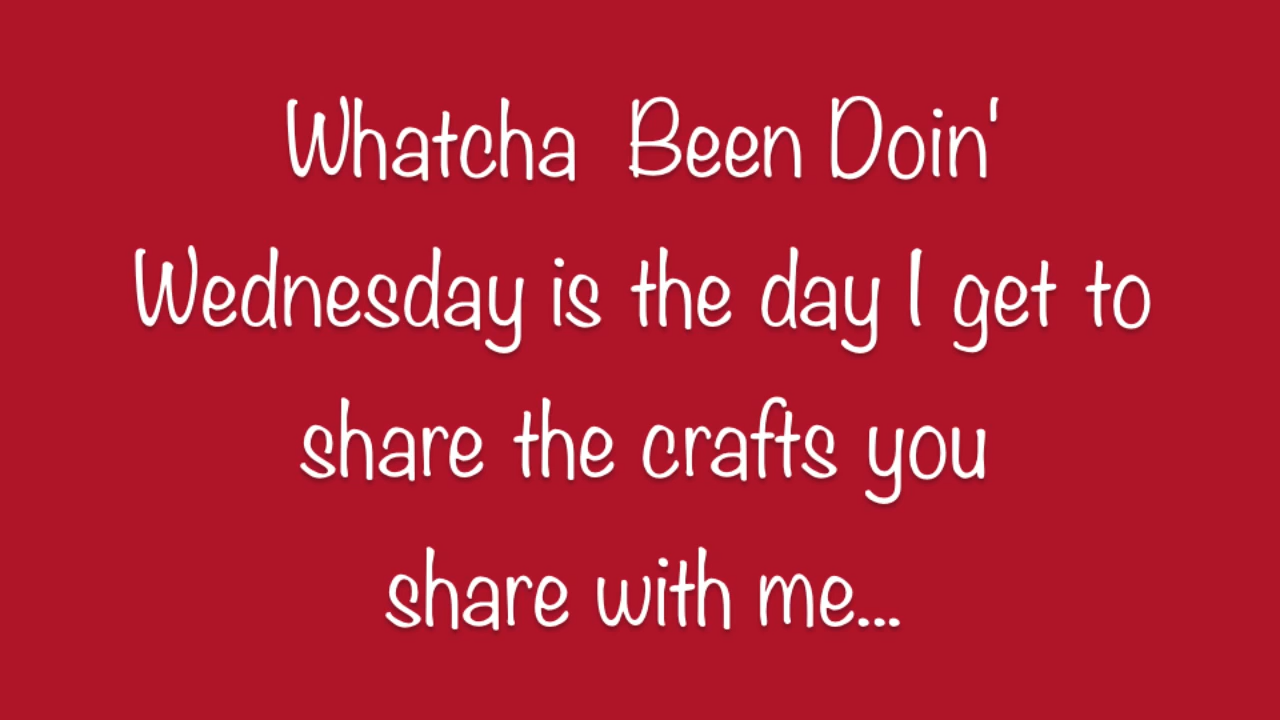 Whatcha Been Doin'
Wednesday is the day I get to
share the crafts you
share with me...